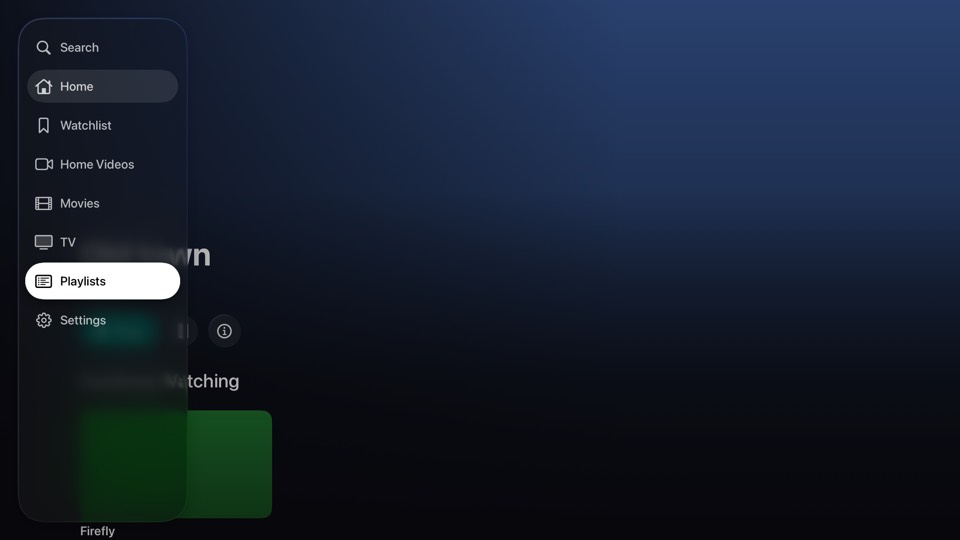 Search
Home
Watchlist
Home Videos
Movies
TV
Playlists
Settings
Firefly